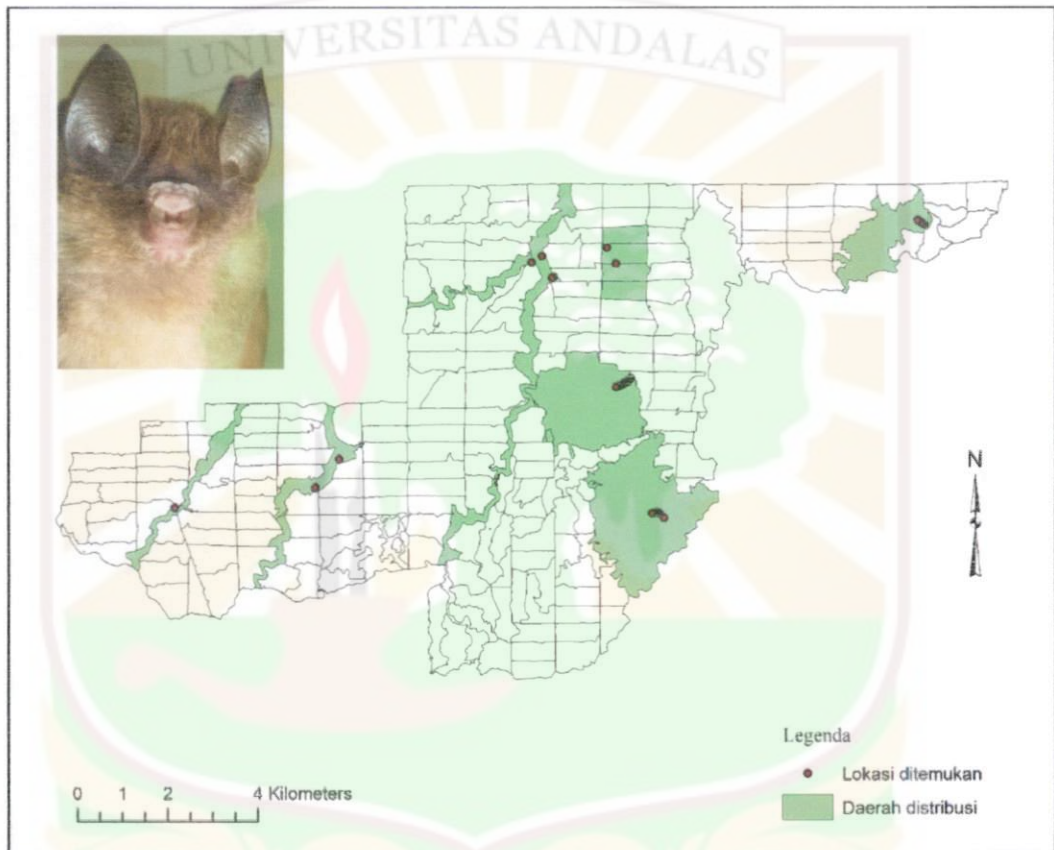 UNIVERSITAS ANDALAS
N
Legenda
Lokasi ditemukan
Daerah distribusi
0 1 2 4 Kilometers